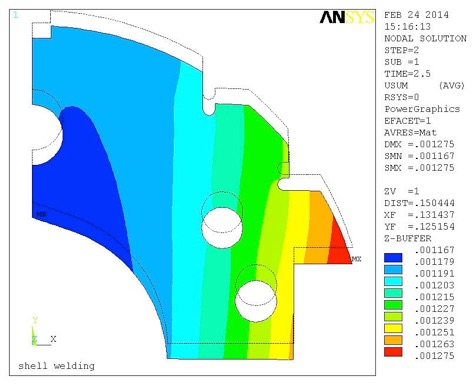 1
ANSYS
FEB 24 2014
15:16:13
NODAL SOLUTION
STEP=2
SUB =1
TIME=2.5
USUM (AVG)
RSYS=0
PowerGraphics
EFACET=1
AVRES=Mat
DMX =.001275
SMN =.001167
SMX =.001275
ZV =1
DIST=.150444
XF =.131437
YF =.125154
Z-BUFFER
.001167
.001179
.001191
.001203
.001215
.001227
.001239
.001251
.001263
.001275
MN
MX
Y
Z X
shell welding